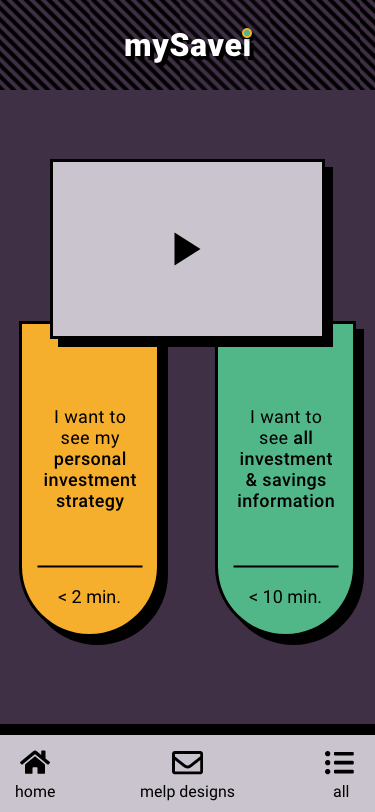 mySavei
I want to
see my
personal
investment
strategy
< 2 min.
I want to
see all
investment
& savings
information
< 10 min.
home
melp designs
all